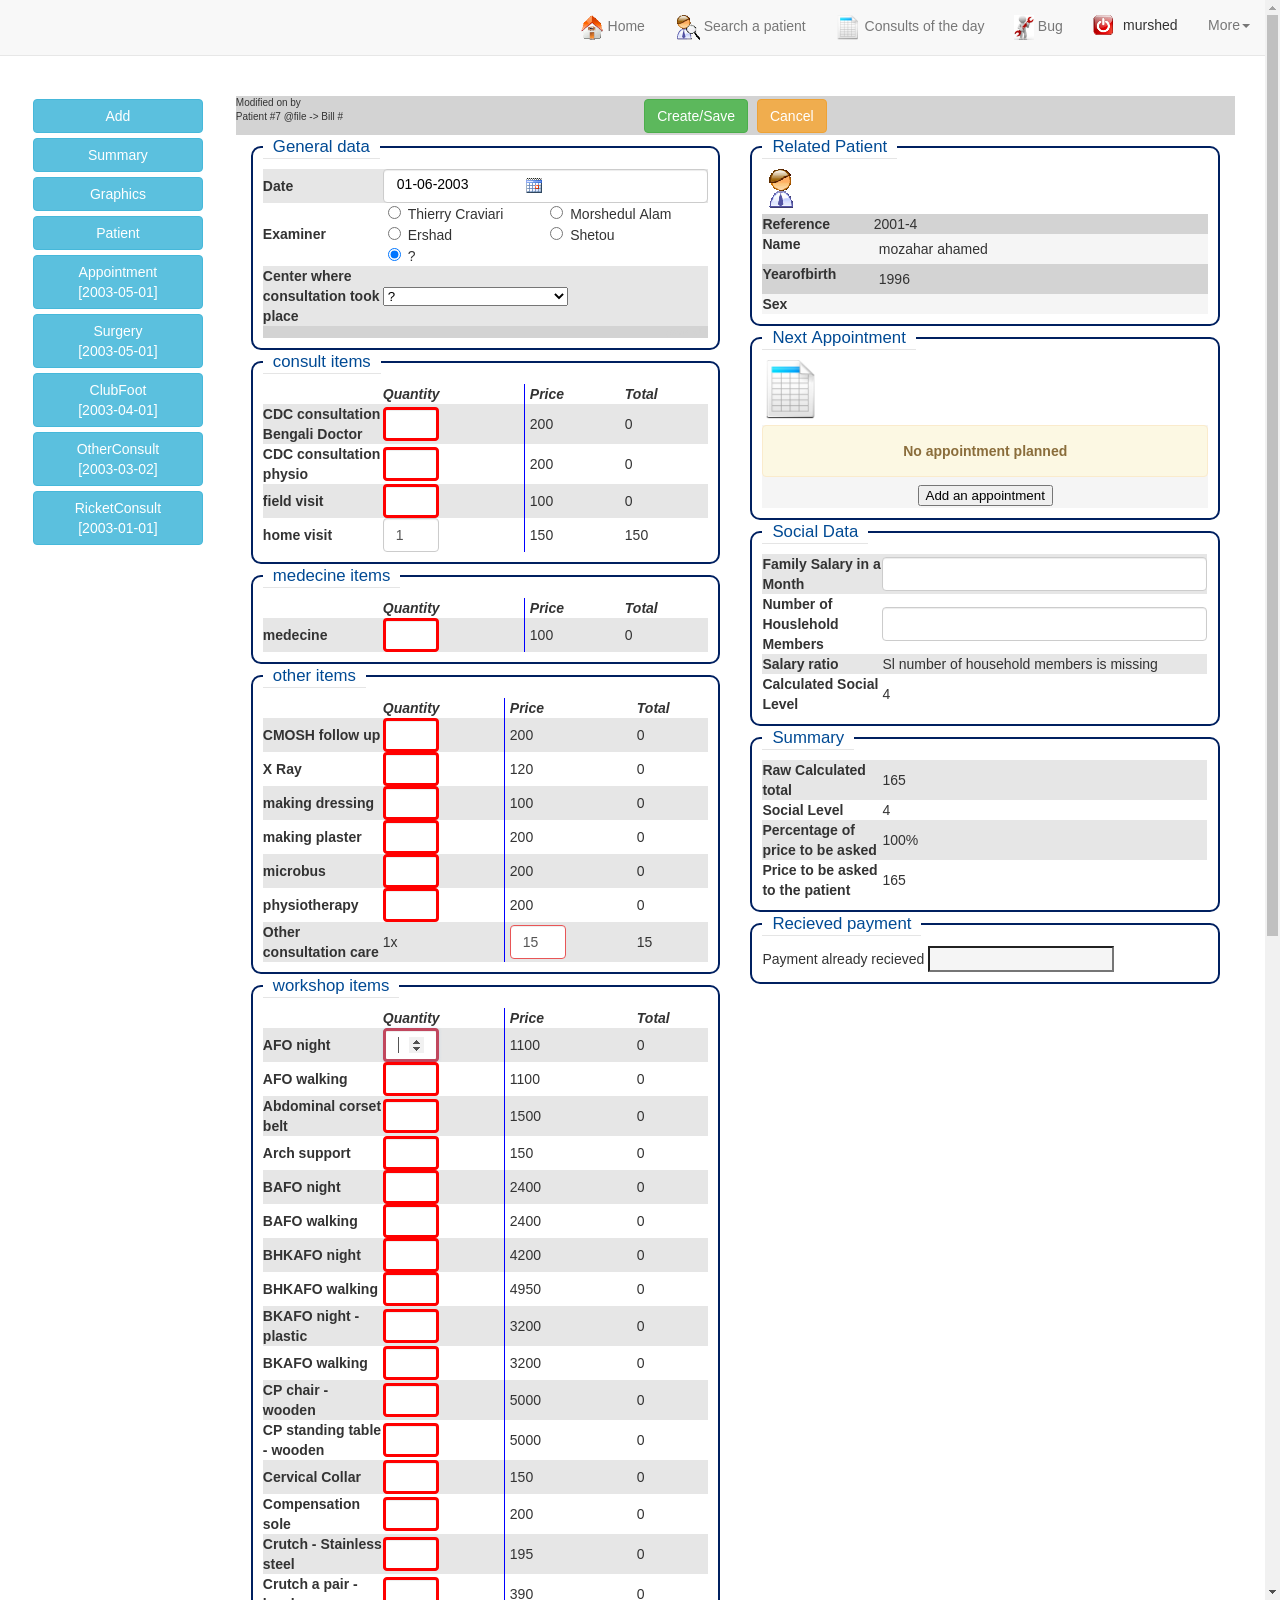 Home
Search a patient
Consults of the day
Bug
murshed
More
Add
Summary
Graphics
Patient
Appointment
[2003-05-01]
Surgery
[2003-05-01]
ClubFoot
[2003-04-01]
OtherConsult
[2003-03-02]
RicketConsult
[2003-01-01]
Modified on by
Patient #7 @file -> Bill #
Create/Save
Cancel
General data
Date
01-06-2003
Examiner
Thierry Craviari
Morshedul Alam
Ershad
Shetou
?
Center where
consultation took
place
?
consult items
Quantity Price Total
CDC consultation
Bengali Doctor
200 0
CDC consultation
physio
200 0
field visit 100 0
home visit 1 150 150
medecine items
Quantity Price Total
medecine 100 0
other items
Quantity Price Total
CMOSH follow up 200 0
X Ray 120 0
making dressing 100 0
making plaster 200 0
microbus 200 0
physiotherapy 200 0
Other
consultation care
1x 15 15
workshop items
Quantity Price Total
AFO night 1100 0
AFO walking 1100 0
Abdominal corset
belt
1500 0
Arch support 150 0
BAFO night 2400 0
BAFO walking 2400 0
BHKAFO night 4200 0
BHKAFO walking 4950 0
BKAFO night -
plastic
3200 0
BKAFO walking 3200 0
CP chair -
wooden
5000 0
CP standing table
- wooden
5000 0
Cervical Collar 150 0
Compensation
sole
200 0
Crutch - Stainless
steel
195 0
Crutch a pair -
390 0
Related Patient
Reference 2001-4
Name mozahar ahamed
Yearofbirth 1996
Sex
Next Appointment
No appointment planned
Add an appointment
Social Data
Family Salary in a
Month
Number of
Houslehold
Members
Salary ratio Sl number of household members is missing
Calculated Social
Level
4
Summary
Raw Calculated
total
165
Social Level 4
Percentage of
price to be asked
100%
Price to be asked
to the patient
165
Recieved payment
Payment already recieved